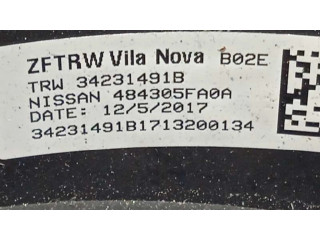 ZFTRW Vila Nova B02E
TRW 34231491B
NISSAN 484305FA0A
DATE: 12/5/2017
34231491B1713200134